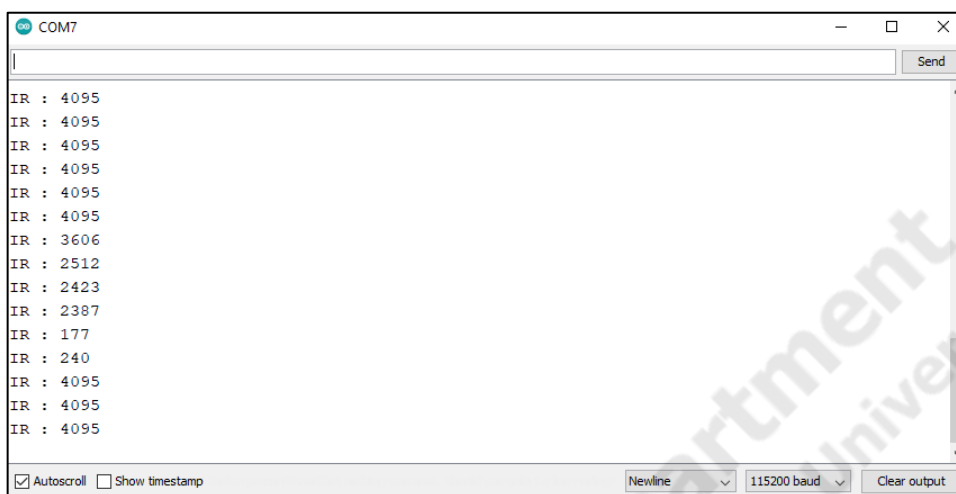 COM7
Send
IR : 4095
IR : 4095
IR : 4095
IR : 4095
IR : 4095
IR : 4095
IR : 3606
IR : 2512
IR : 2423
IR : 2387
IR : 177
IR : 240
IR : 4095
IR : 4095
IR : 4095
Autoscroll Show timestamp Newline 115200 baud Clear output